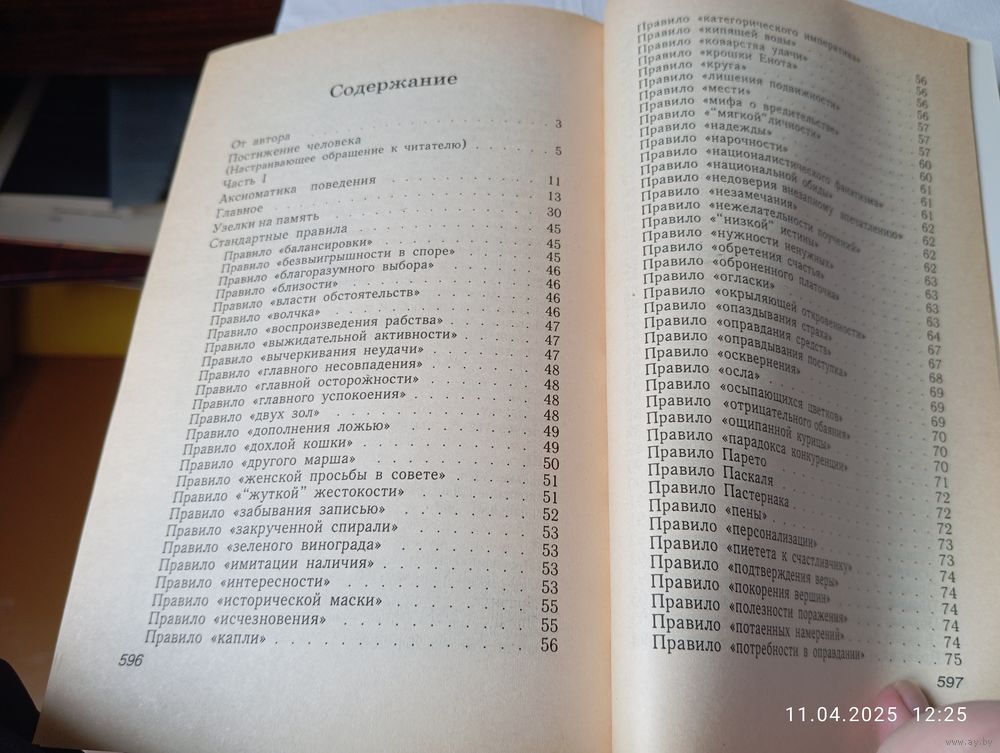 Содержание
От автора 3
Постижение человека
(Настраивающее обращение к читателю) 5
Часть I
Аксиоматика поведения 11
Главное 13
Узелки на память 30
Стандартные правила 45
Правило «балансировки» 45
Правило «безвыигрышности в споре» 45
Правило «благоразумного выбора» 46
Правило «близости» 46
Правило «власти обстоятельств» 46
Правило «волчка» 46
Правило «воспроизведения рабства» 47
Правило «выжидательной активности» 47
Правило «вычеркивания неудачи» 47
Правило «главного несовпадения» 48
Правило «главной осторожности» 48
Правило «главного успокоения» 48
Правило «двух зол» 48
Правило «дополнения ложью» 49
Правило «дохлой кошки» 49
Правило «другого марша» 50
Правило «женской просьбы в совете» 51
Правило «"жуткой" жестокости» 51
Правило «забывания записью» 52
Правило «закрученной спирали» 53
Правило «зеленого винограда» 53
Правило «имитации наличия» 53
Правило «интересности» 53
Правило «исторической маски» 55
Правило «исчезновения» 55
Правило «капли» 56
596
Правило «категорического императива» 56
Правило «кипящей воды» 56
Правило «коварства удачи» 56
Правило «крошки Енота» 56
Правило «круга» 57
Правило «лишения подвижности» 57
Правило «мести» 57
Правило «мифа о вредительстве» 60
Правило «"мягкой" личности» 60
Правило «надежды» 61
Правило «нарочности» 61
Правило «националистического фанатизма» 61
Правило «национальной обиды» 62
Правило «недоверия внезапному впечатлению» 62
Правило «незамечания» 62
Правило «нежелательности поучений» 62
Правило «"низкой" истины» 63
Правило «нужности ненужных» 63
Правило «обретения счастья» 63
Правило «оброненного платочка» 63
Правило «огласки» 64
Правило «окрыляющей откровенности» 67
Правило «опаздывания страха» 67
Правило «оправдания средств» 68
Правило «оправдывания поступка» 69
Правило «осквернения» 69
Правило «осла» 69
Правило «осыпающихся цветков» 70
Правило «отрицательного обаяния» 70
Правило «ощипанной курицы» 70
Правило «парадокса конкуренции» 71
Правило Парето 72
Правило Паскаля 72
Правило Пастернака 72
Правило «пены» 73
Правило «персонализации» 73
Правило «пиетета к счастливчику» 74
Правило «подтверждения веры» 74
Правило «покорения вершин» 74
Правило «полезности поражения» 74
Правило «потаенных намерений» 74
Правило «потребности в оправдании» 75
597
11.04.2025 12:25
www.ay.by